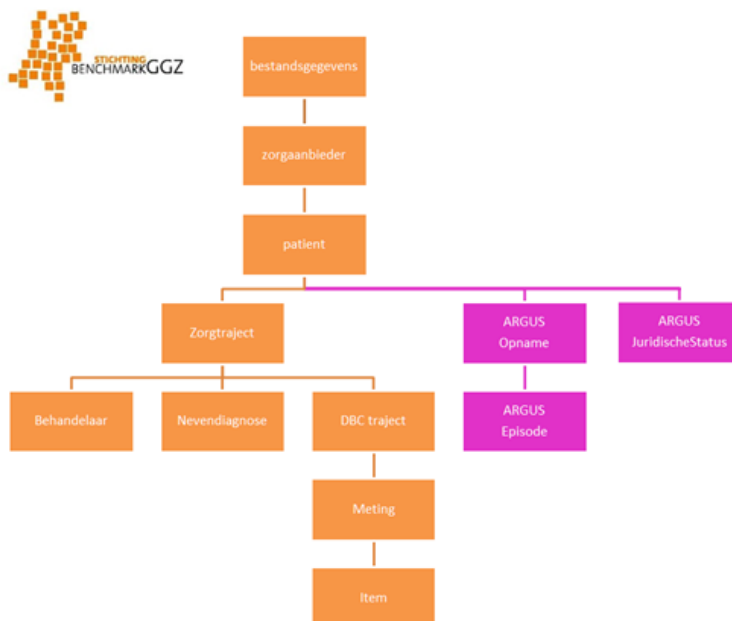 STICHTING
BENCHMARKGGZ
bestandsgegevens
zorgaanbieder
patient
Zorgtraject
ARGUS
Opname
ARGUS
JuridischeStatus
Behandelaar
Nevendiagnose
DBC traject
ARGUS
Episode
Meting
Item